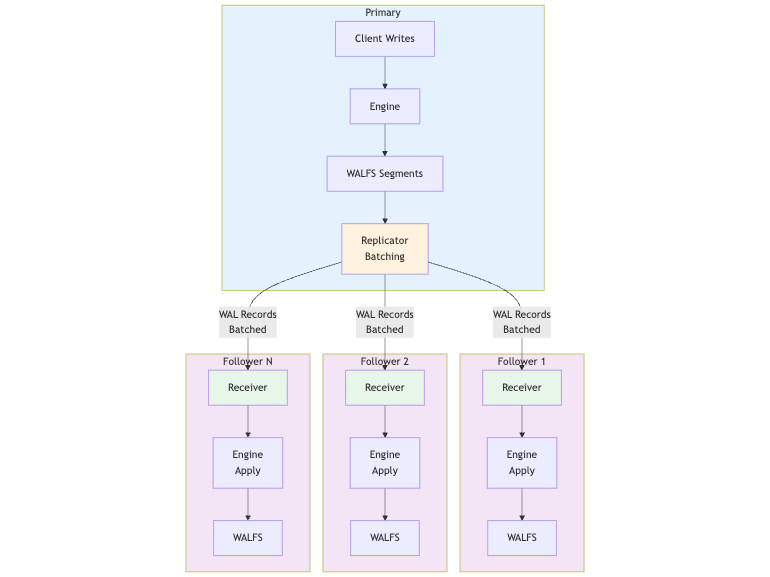 Primary
Client Writes
Engine
WALFS Segments
Replicator
Batching
WAL Records
Batched
WAL Records
Batched
WAL Records
Batched
Follower N
Receiver
Engine
Apply
WALFS
Follower 2
Receiver
Engine
Apply
WALFS
Follower 1
Receiver
Engine
Apply
WALFS